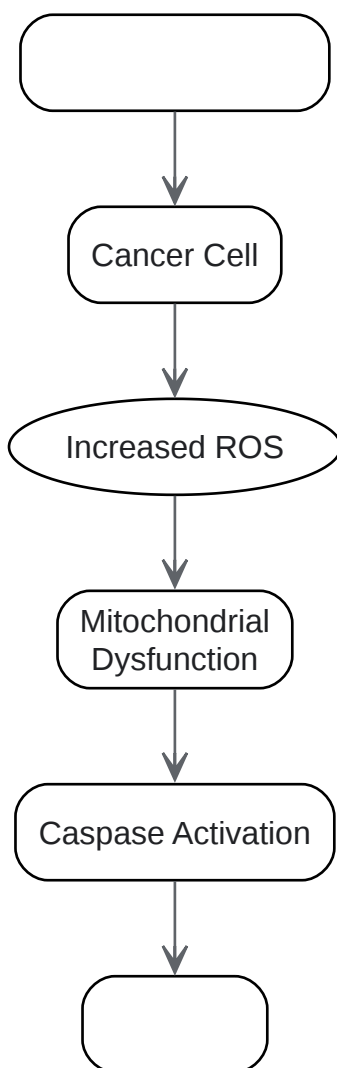 Cancer Cell
Increased ROS
Mitochondrial
Dysfunction
Caspase Activation